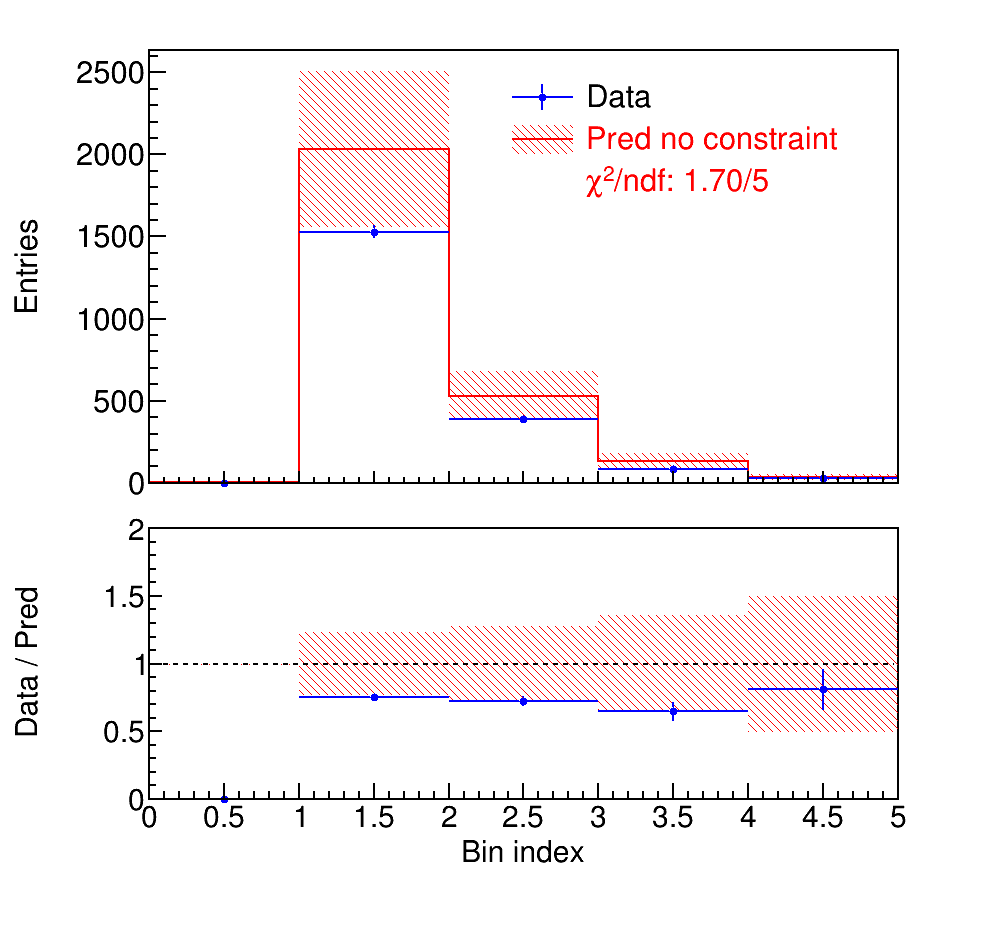 2500
2000
1500
1000
500
0
Entries
Data
Pred no constraint
χ²/ndf: 1.70/5
2
1.5
1
0.5
0
Data / Pred
0 0.5 1 1.5 2 2.5 3 3.5 4 4.5 5
Bin index